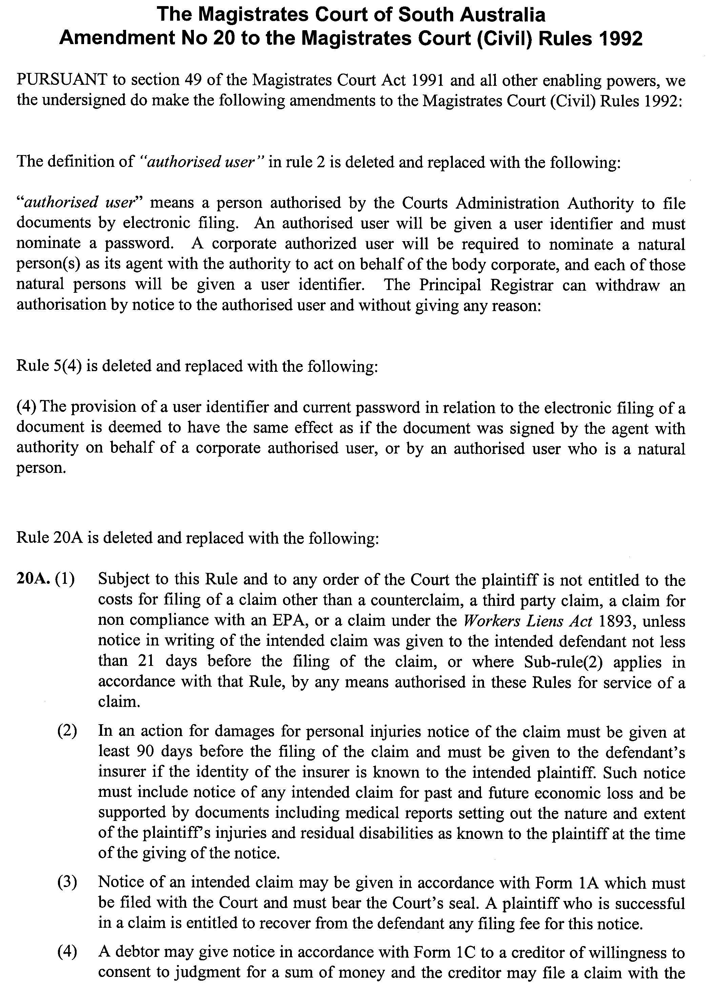 The Magistrates Court of South Australia
Amendment No 20 to the Magistrates Court (Civil) Rules 1992
PURSUANT to section 49 of the Magistrates Court Act 1991 and all other enabling powers, we
the undersigned do make the following amendments to the Magistrates Court (Civil) Rules 1992:
The definition of “authorised user” in rule 2 is deleted and replaced with the following:
“authorised user” means a person authorised by the Courts Administration Authority to file
documents by electronic filing. An authorised user will be given a user identifier and must
nominate a password. A corporate authorized user will be required to nominate a natural
person(s) as its agent with the authority to act on behalf of the body corporate, and each of those
natural persons will be given a user identifier. The Principal Registrar can withdraw an
authorisation by notice to the authorised user and without giving any reason:
Rule 5(4) is deleted and replaced with the following:
(4) The provision of a user identifier and current password in relation to the electronic filing of a
document is deemed to have the same effect as if the document was signed by the agent with
authority on behalf of a corporate authorised user, or by an authorised user who is a natural
person.
Rule 20A is deleted and replaced with the following:
20A. (1) Subject to this Rule and to any order of the Court the plaintiff is not entitled to the
costs for filing of a claim other than a counterclaim, a third party claim, a claim for
non compliance with an EPA, or a claim under the Workers Liens Act 1893, unless
notice in writing of the intended claim was given to the intended defendant not less
than 21 days before the filing of the claim, or where Sub-rule(2) applies in
accordance with that Rule, by any means authorised in these Rules for service of a
claim.
(2) In an action for damages for personal injuries notice of the claim must be given at
least 90 days before the filing of the claim and must be given to the defendant’s
insurer if the identity of the insurer is known to the intended plaintiff. Such notice
must include notice of any intended claim for past and future economic loss and be
supported by documents including medical reports setting out the nature and extent
of the plaintiff’s injuries and residual disabilities as known to the plaintiff at the time
of the giving of the notice.
(3) Notice of an intended claim may be given in accordance with Form 1A which must
be filed with the Court and must bear the Court’s seal. A plaintiff who is successful
in a claim is entitled to recover from the defendant any filing fee for this notice.
(4) A debtor may give notice in accordance with Form 1C to a creditor of willingness to
consent to judgment for a sum of money and the creditor may file a claim with the